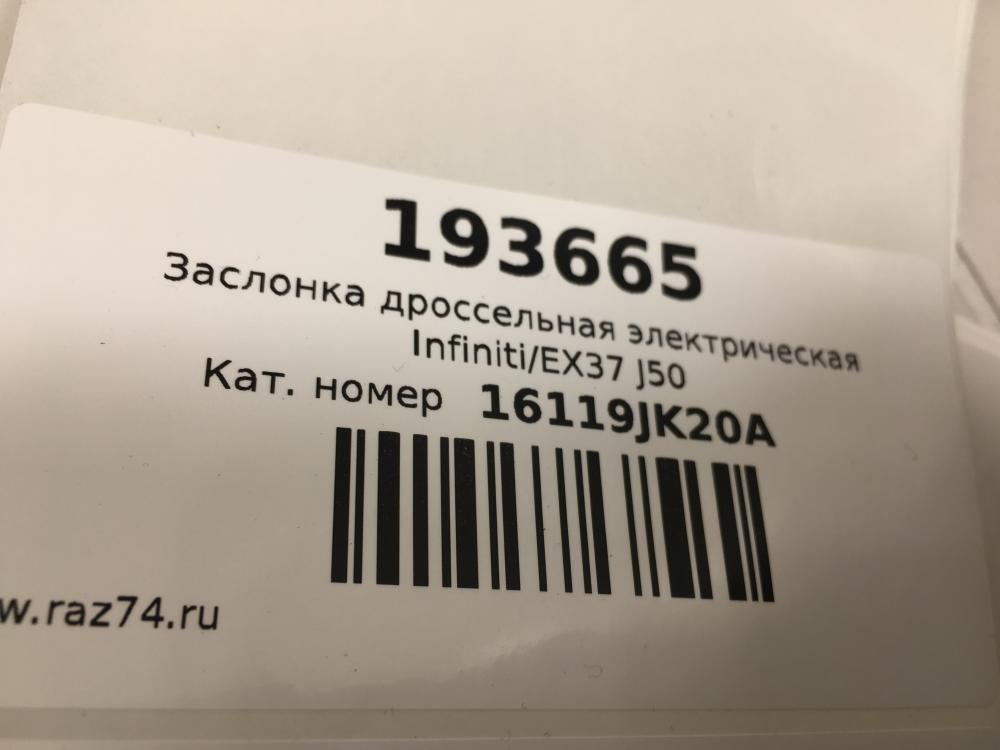 193665
Заслонка дроссельная электрическая
Infiniti/EX37 J50
Кат. номер 16119JK20A
w.raz74.ru